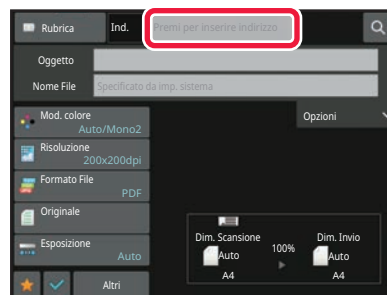 Rubrica
Ind.
Premi per inserire indirizzo
Oggetto
Nome File
Specificato da imp. sistema
Mod. colore
Auto/Mono2
Opzioni
Risoluzione
200x200dpi
Formato File
PDF
Originale
Esposizione
Auto
Dim. Scansione
100%
Dim. Invio
Auto
Auto
A4
A4
Altri